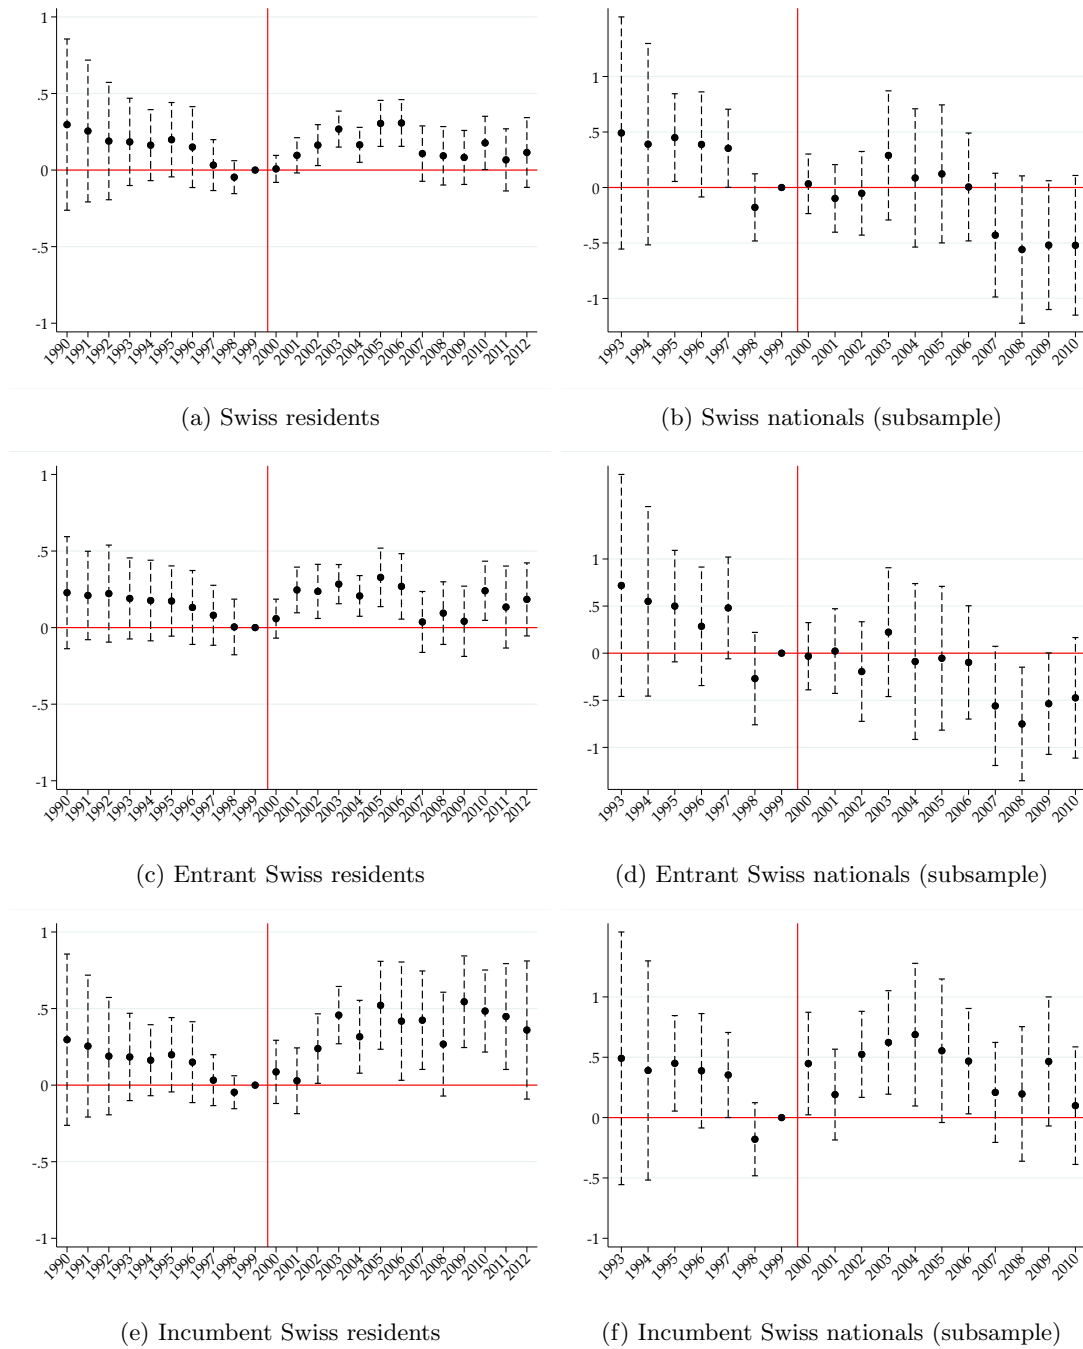 1
.5
0
-.5
-1
1990 1991 1992 1993 1994 1995 1996 1997 1998 1999 2000 2001 2002 2003 2004 2005 2006 2007 2008 2009 2010 2011 2012
(a) Swiss residents
1
.5
0
-.5
-1
1993 1994 1995 1996 1997 1998 1999 2000 2001 2002 2003 2004 2005 2006 2007 2008 2009 2010
(b) Swiss nationals (subsample)
1
.5
0
-.5
-1
1990 1991 1992 1993 1994 1995 1996 1997 1998 1999 2000 2001 2002 2003 2004 2005 2006 2007 2008 2009 2010 2011 2012
(c) Entrant Swiss residents
1
.5
0
-.5
-1
1993 1994 1995 1996 1997 1998 1999 2000 2001 2002 2003 2004 2005 2006 2007 2008 2009 2010
(d) Entrant Swiss nationals (subsample)
1
.5
0
-.5
-1
1990 1991 1992 1993 1994 1995 1996 1997 1998 1999 2000 2001 2002 2003 2004 2005 2006 2007 2008 2009 2010 2011 2012
(e) Incumbent Swiss residents
1
.5
0
-.5
-1
1993 1994 1995 1996 1997 1998 1999 2000 2001 2002 2003 2004 2005 2006 2007 2008 2009 2010
(f) Incumbent Swiss nationals (subsample)